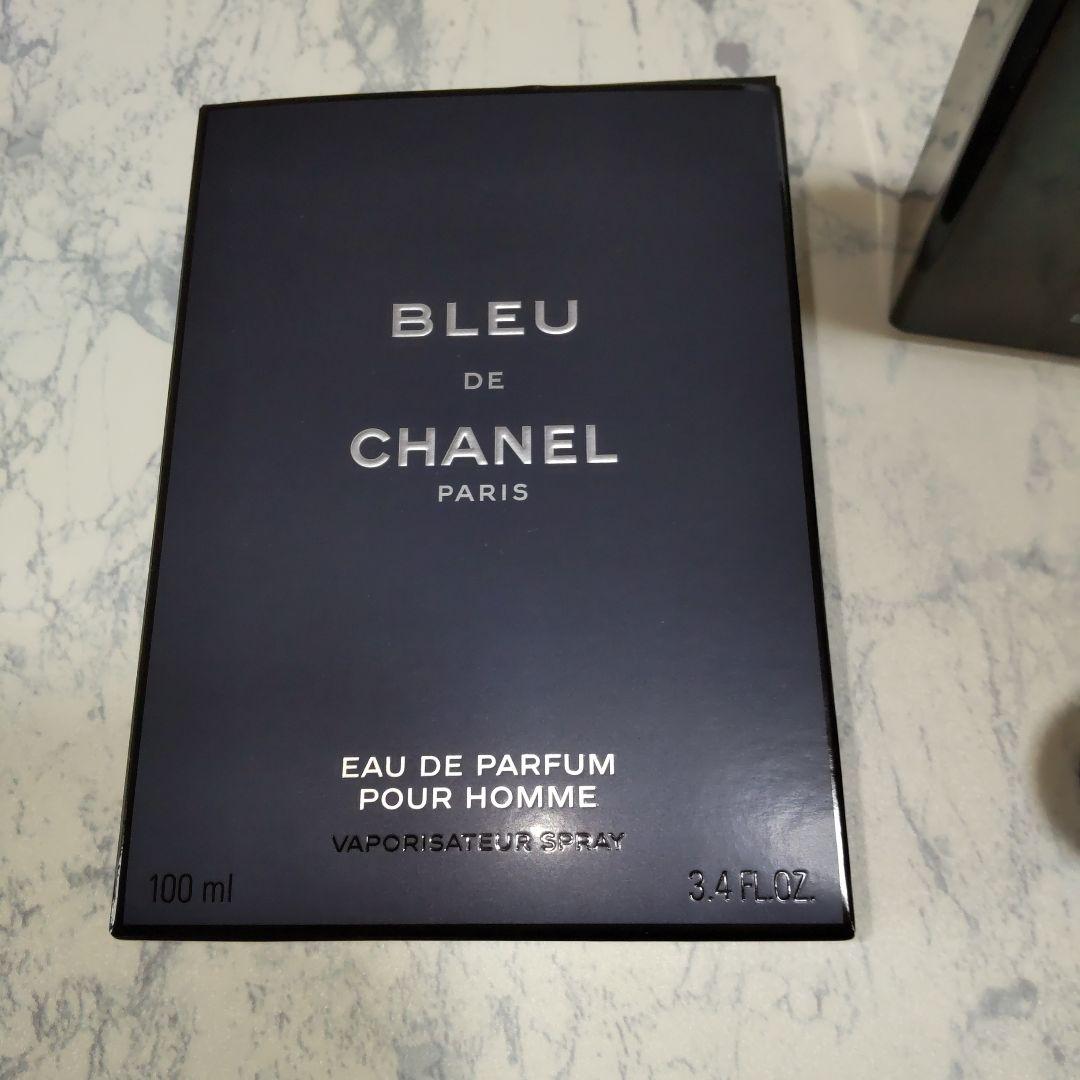 BLEU
DE
CHANEL
PARIS
EAU DE PARFUM
POUR HOMME
VAPORISATEUR SPRAY
100 ml 3.4 FL.OZ.